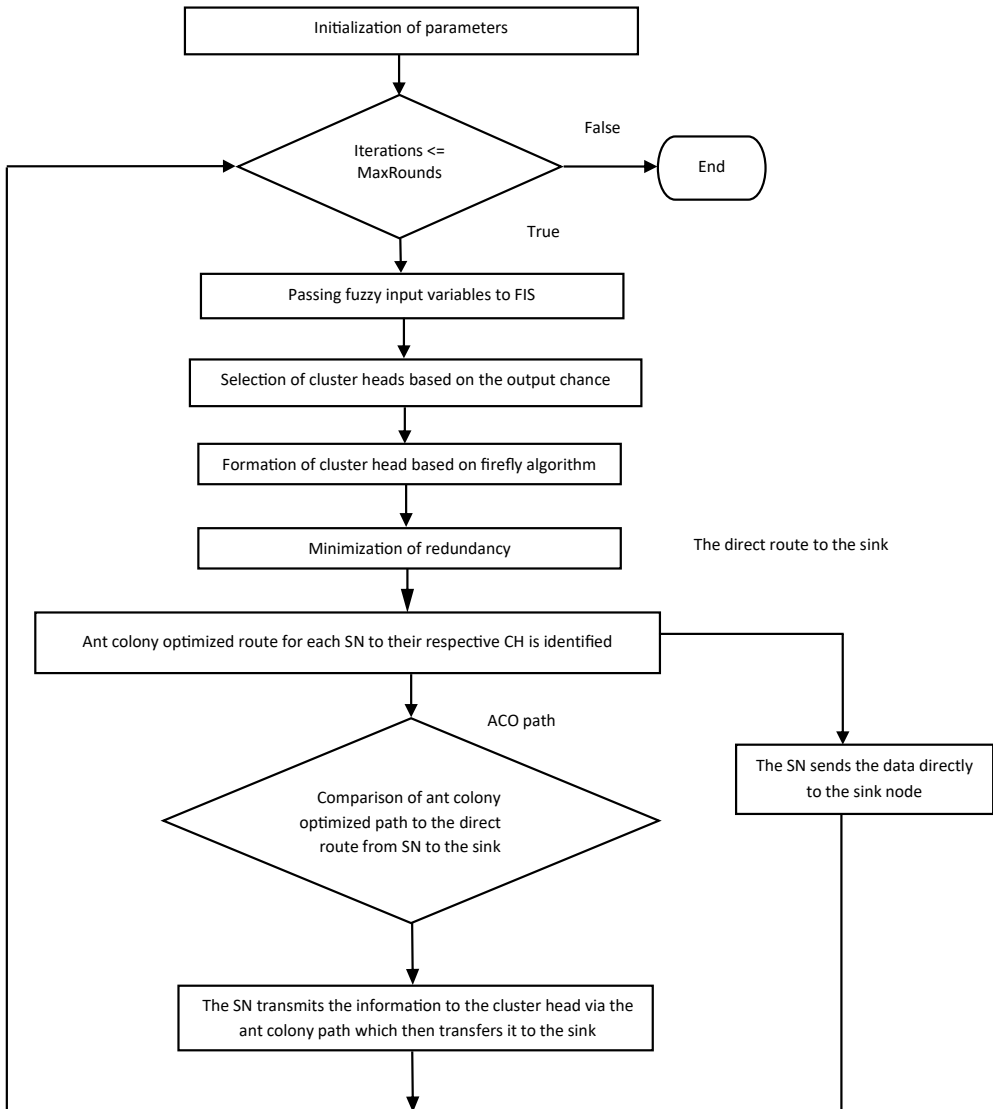 Initialization of parameters
False
Iterations <=
MaxRounds
End
True
Passing fuzzy input variables to FIS
Selection of cluster heads based on the output chance
Formation of cluster head based on firefly algorithm
Minimization of redundancy
The direct route to the sink
Ant colony optimized route for each SN to their respective CH is identified
ACO path
The SN sends the data directly
to the sink node
Comparison of ant colony
optimized path to the direct
route from SN to the sink
The SN transmits the information to the cluster head via the
ant colony path which then transfers it to the sink